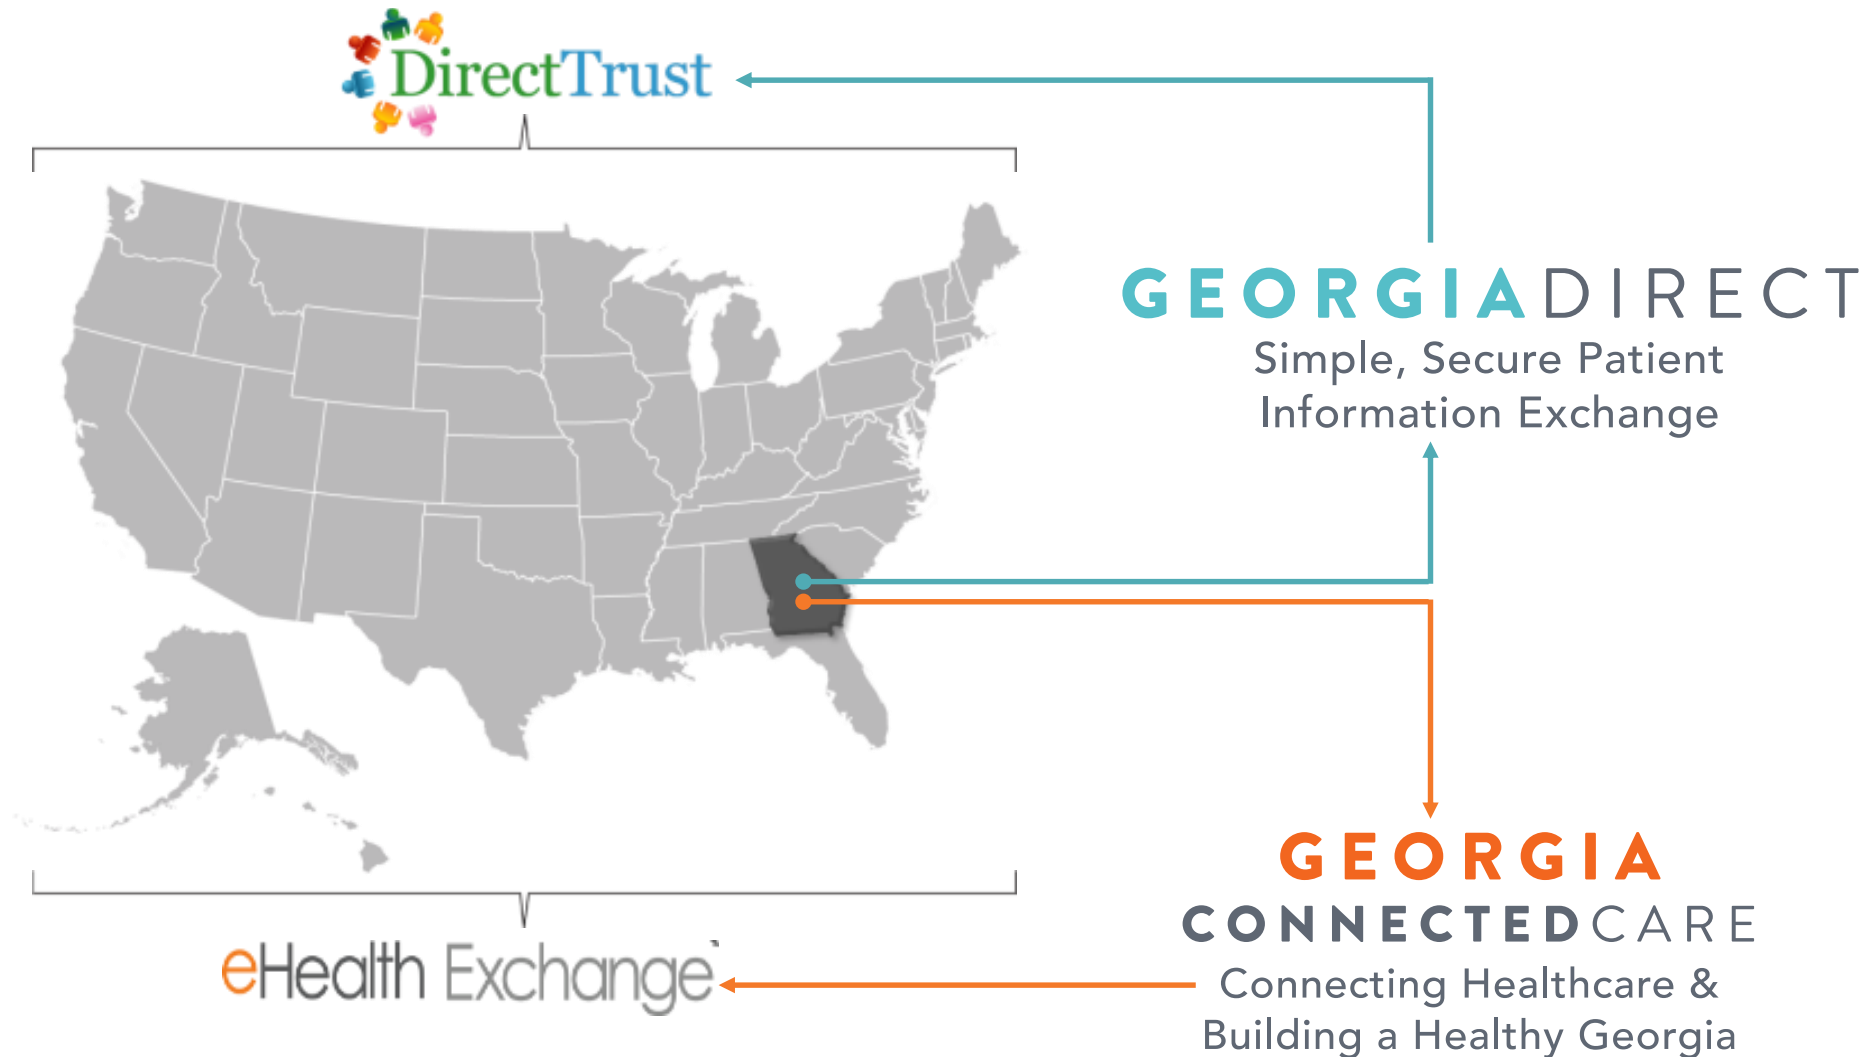 DirectTrust
GEORGIADIRECT
Simple, Secure Patient
Information Exchange
GEORGIA
CONNECTEDCARE
Connecting Healthcare &
Building a Healthy Georgia
eHealth Exchange